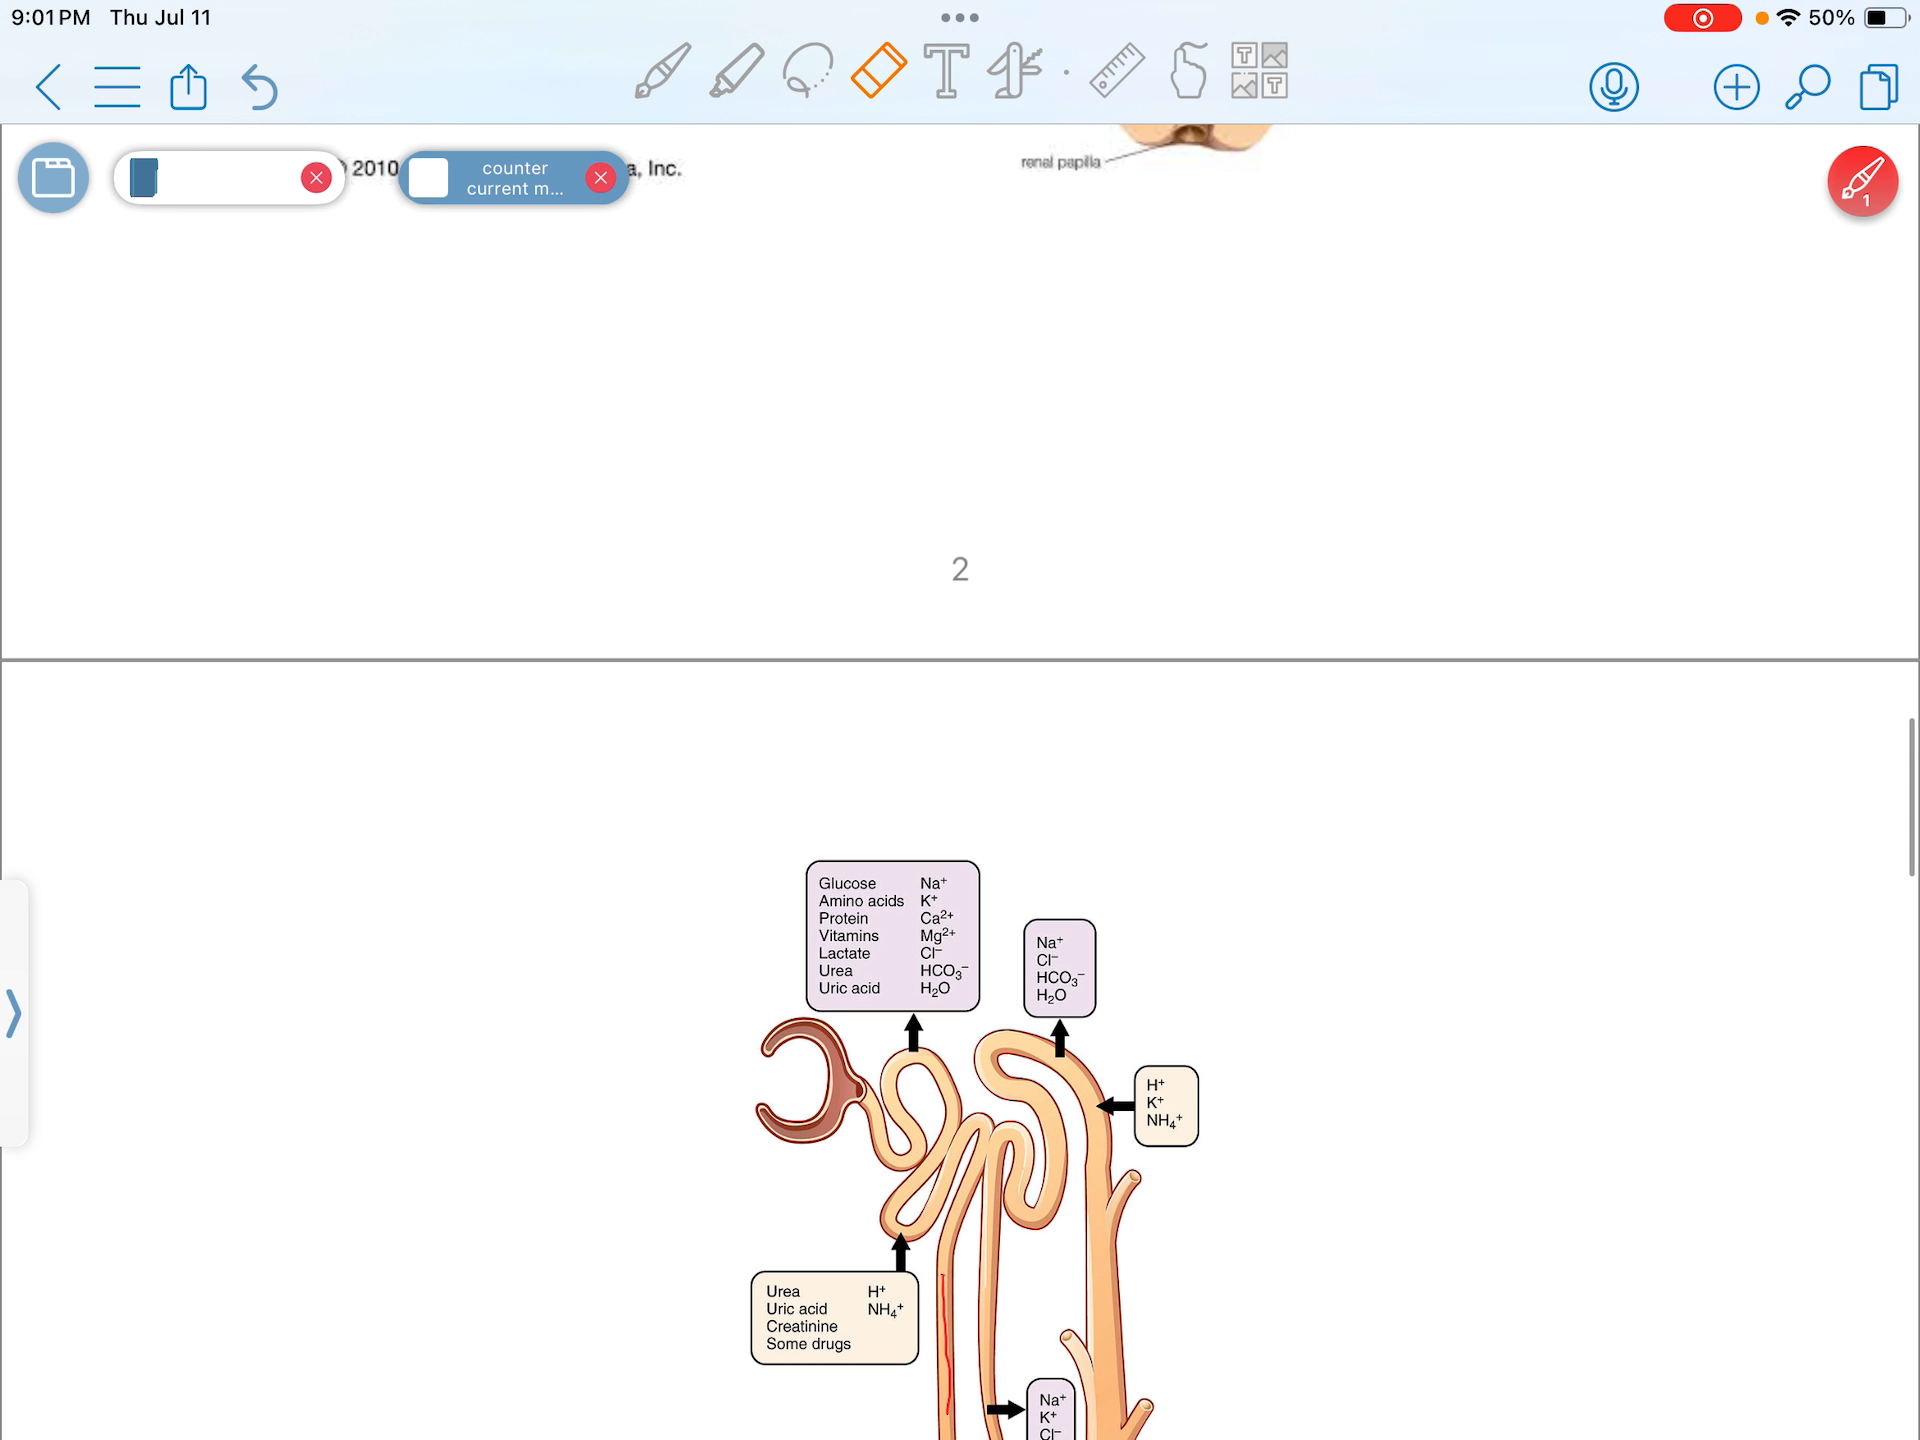 9:01 PM Thu Jul 11
50%
1
2010
counter
current m...
a, Inc.
renal papilla
2
Glucose Na⁺
Amino acids K⁺
Protein Ca²⁺
Vitamins Mg²⁺
Lactate Cl⁻
Urea HCO₃⁻
Uric acid H₂O
Na⁺
Cl⁻
HCO₃⁻
H₂O
H⁺
K⁺
NH₄⁺
Urea H⁺
Uric acid NH₄⁺
Creatinine
Some drugs
Na⁺
K⁺
Cl⁻